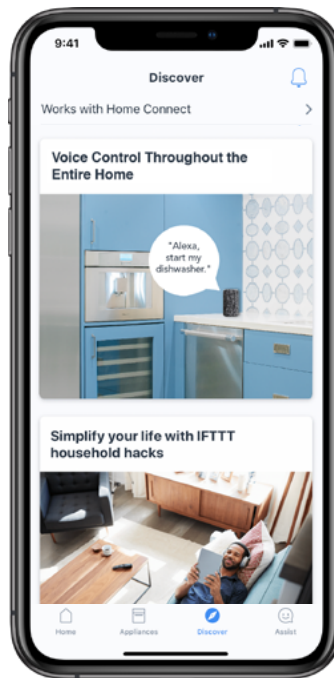 9:41
Discover
Works with Home Connect
Voice Control Throughout the
Entire Home
"Alexa,
start my
dishwasher."
Simplify your life with IFTTT
household hacks
Home Appliances Discover Assist